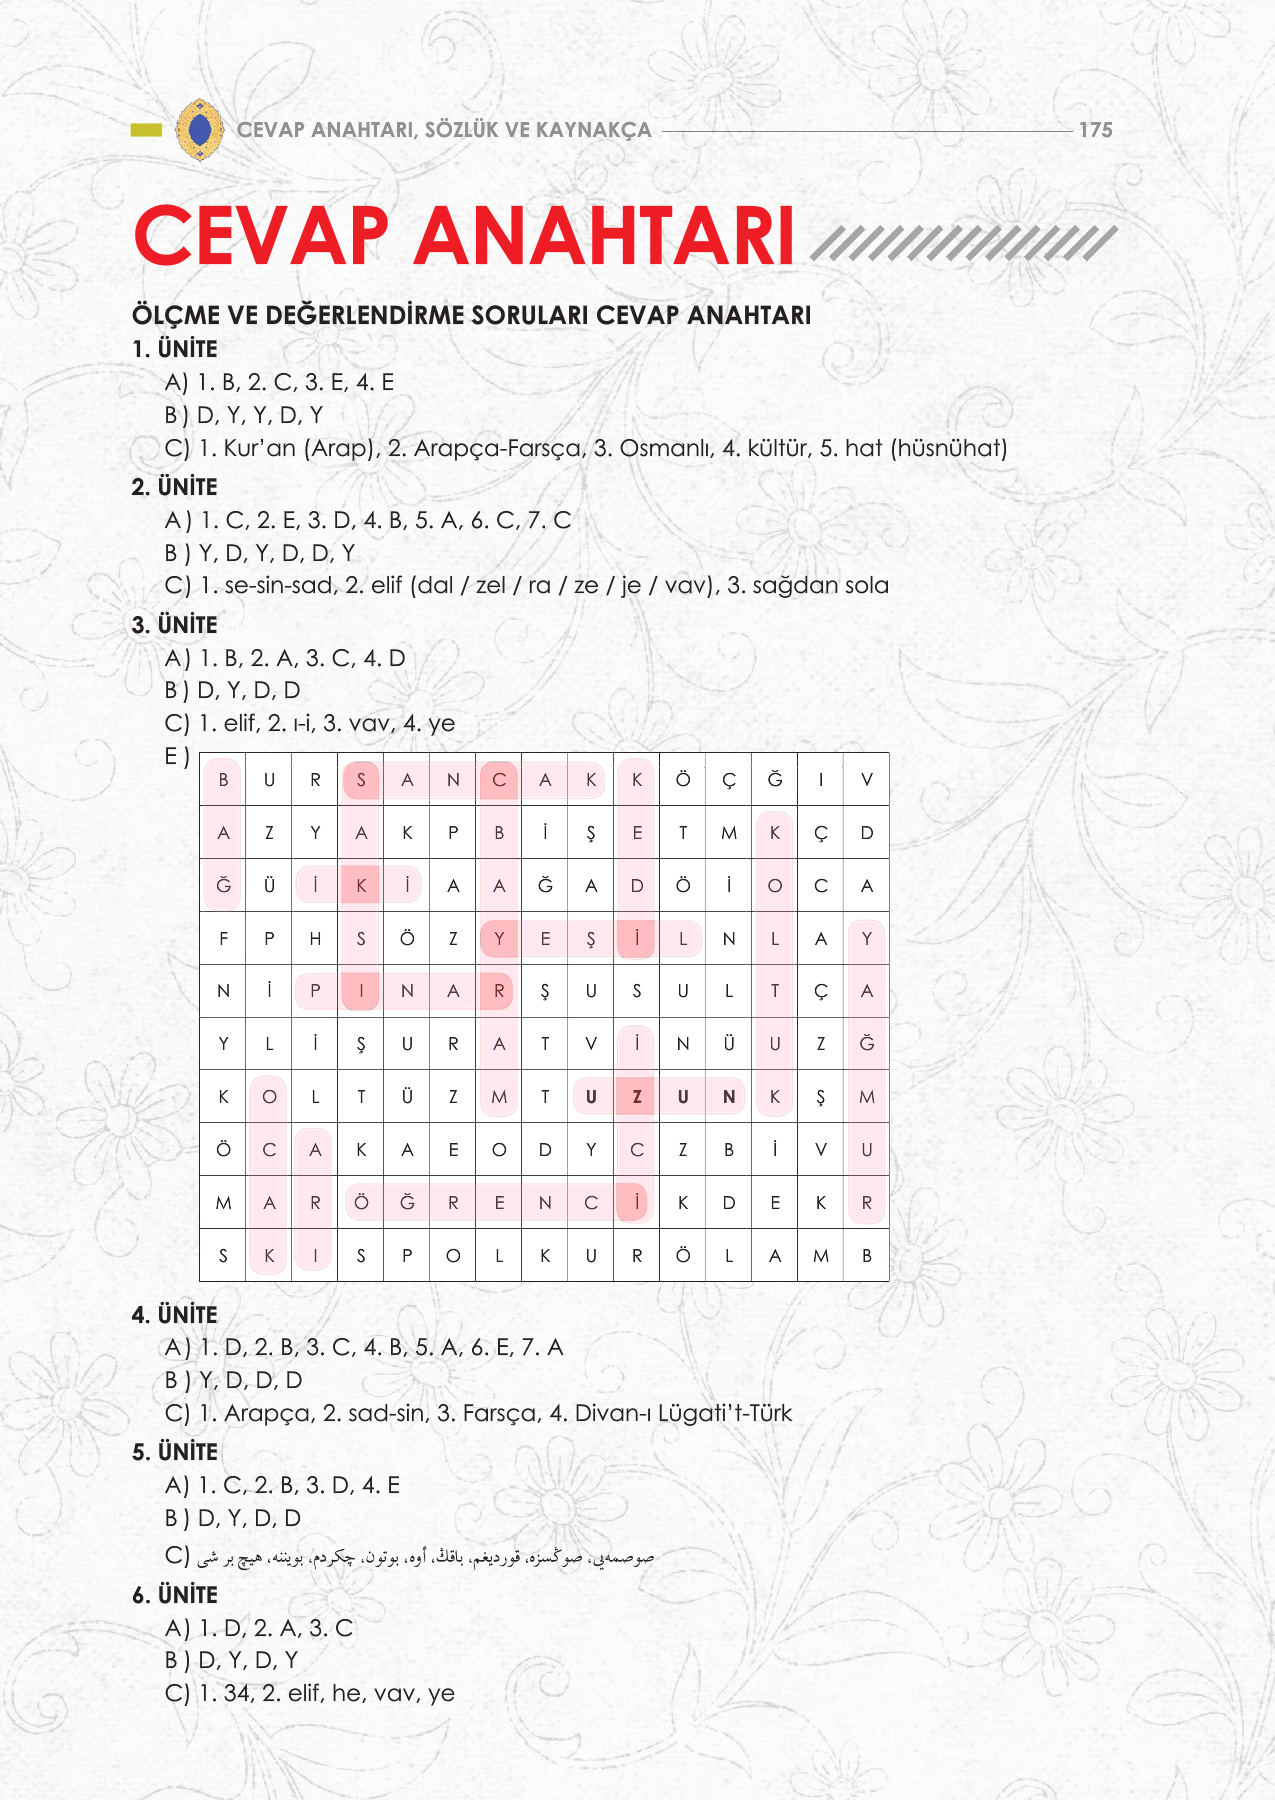 CEVAP ANAHTARI, SÖZLÜK VE KAYNAKÇA 175
CEVAP ANAHTARI
ÖLÇME VE DEĞERLENDİRME SORULARI CEVAP ANAHTARI
1. ÜNİTE
A) 1. B, 2. C, 3. E, 4. E
B ) D, Y, Y, D, Y
C) 1. Kur’an (Arap), 2. Arapça-Farsça, 3. Osmanlı, 4. kültür, 5. hat (hüsnühat)
2. ÜNİTE
A ) 1. C, 2. E, 3. D, 4. B, 5. A, 6. C, 7. C
B ) Y, D, Y, D, D, Y
C) 1. se-sin-sad, 2. elif (dal / zel / ra / ze / je / vav), 3. sağdan sola
3. ÜNİTE
A ) 1. B, 2. A, 3. C, 4. D
B ) D, Y, D, D
C) 1. elif, 2. ı-i, 3. vav, 4. ye
E )
B U R S A N C A K K Ö Ç Ğ I V
A Z Y A K P B İ Ş E T M K Ç D
Ğ Ü İ K İ A A Ğ A D Ö İ O C A
F P H S Ö Z Y E Ş İ L N L A Y
N İ P I N A R Ş U S U L T Ç A
Y L İ Ş U R A T V İ N Ü U Z Ğ
K O L T Ü Z M T U Z U N K Ş M
Ö C A K A E O D Y C Z B İ V U
M A R Ö Ğ R E N C İ K D E K R
S K I S P O L K U R Ö L A M B
4. ÜNİTE
A ) 1. D, 2. B, 3. C, 4. B, 5. A, 6. E, 7. A
B ) Y, D, D, D
C) 1. Arapça, 2. sad-sin, 3. Farsça, 4. Divan-ı Lügati’t-Türk
5. ÜNİTE
A) 1. C, 2. B, 3. D, 4. E
B ) D, Y, D, D
C) صوصمه‌يى، صوڭسزه، قورديغم، باقڭ، أوه، بوتون، چكردم، بويننه، هيچ بر شى
6. ÜNİTE
A ) 1. D, 2. A, 3. C
B ) D, Y, D, Y
C) 1. 34, 2. elif, he, vav, ye